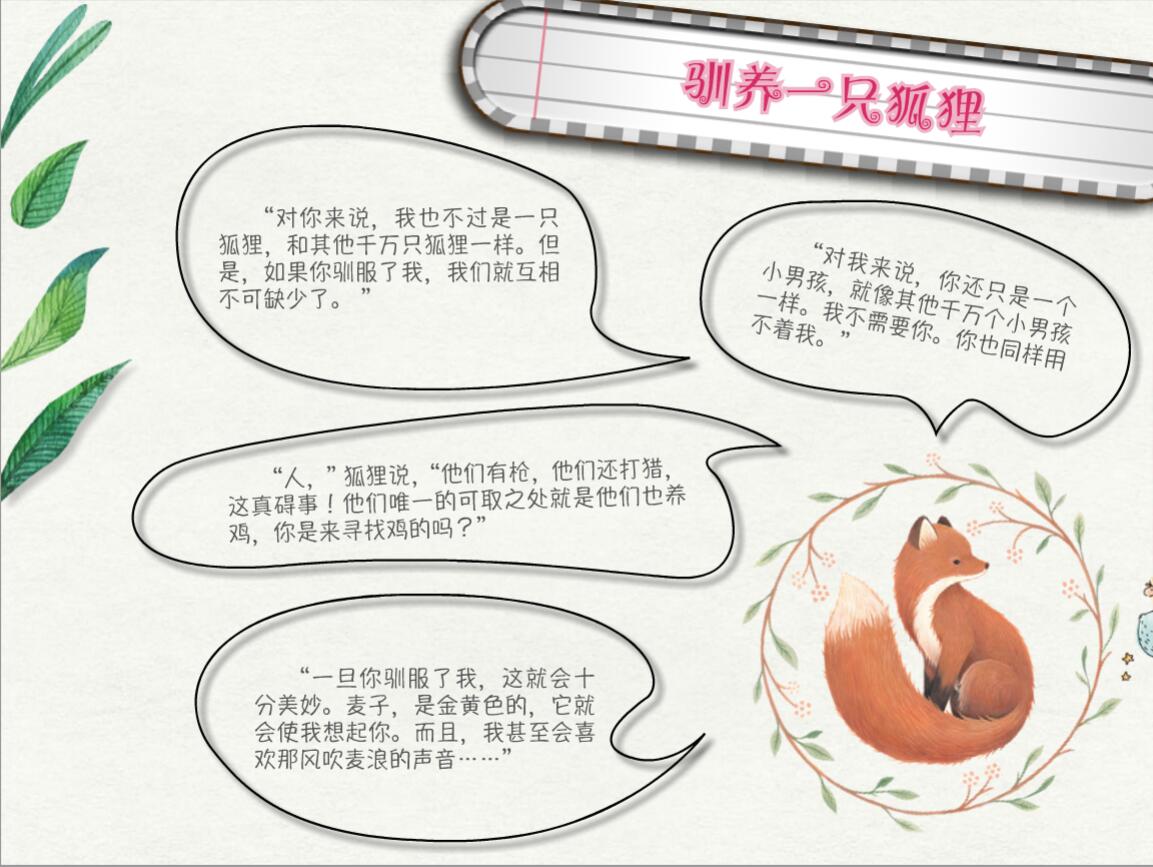 驯养一只狐狸
“对你来说，我也不过是一只
狐狸，和其他千万只狐狸一样。但
是，如果你驯服了我，我们就互相
不可缺少了。”
“对我来说，你还只是一个
小男孩，就像其他千万个小男孩
一样。我不需要你。你也同样用
不着我。”
“人，”狐狸说，“他们有枪，他们还打猎，
这真碍事！他们唯一的可取之处就是他们也养
鸡，你是来寻找鸡的吗？”
“一旦你驯服了我，这就会十
分美妙。麦子，是金黄色的，它就
会使我想起你。而且，我甚至会喜
欢那风吹麦浪的声音……”